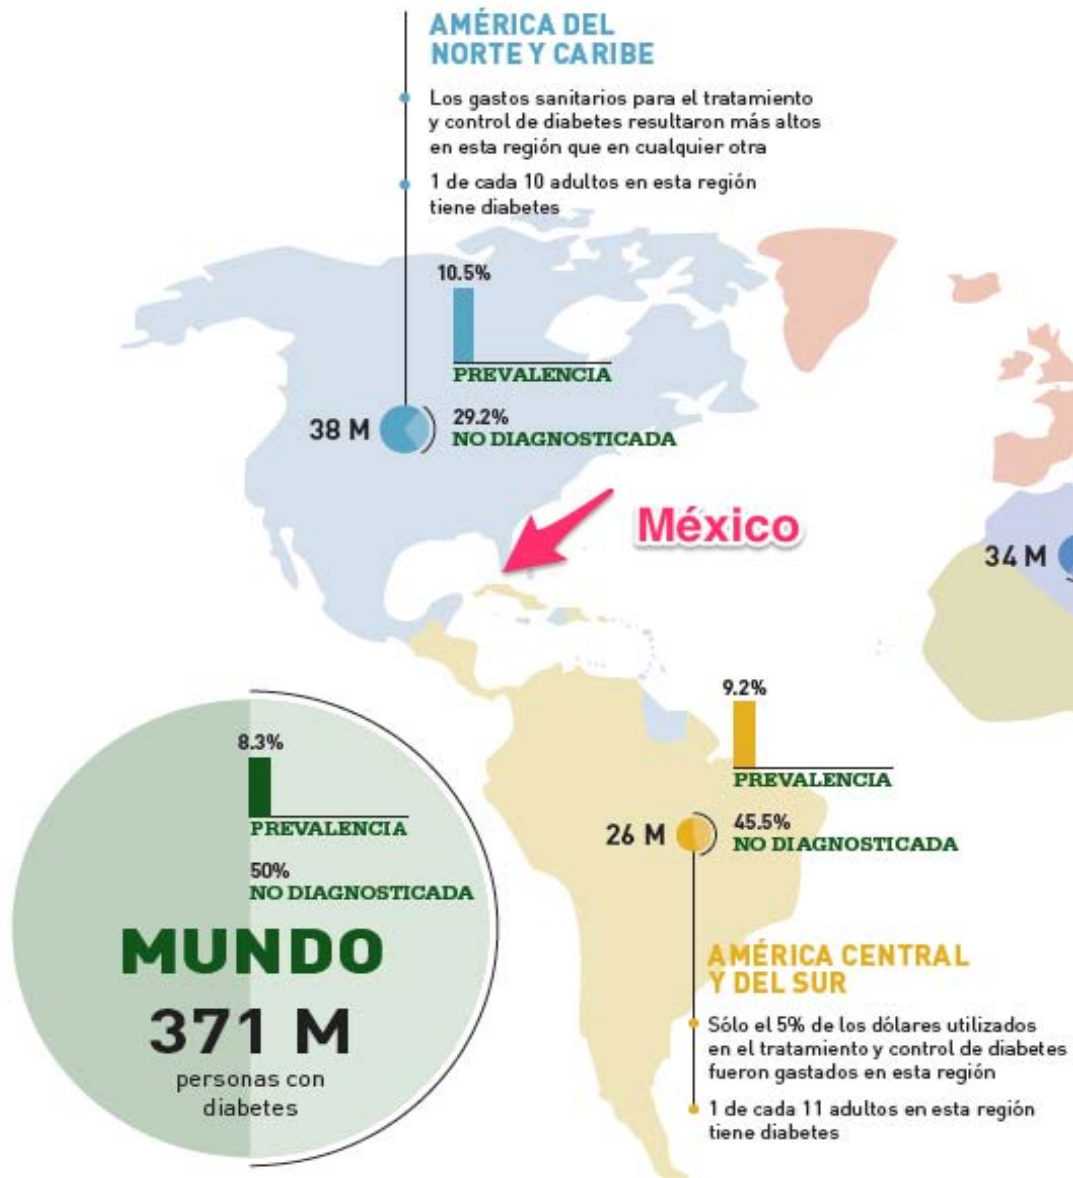 AMÉRICA DEL
NORTE Y CARIBE
Los gastos sanitarios para el tratamiento
y control de diabetes resultaron más altos
en esta región que en cualquier otra
1 de cada 10 adultos en esta región
tiene diabetes
10.5%
PREVALENCIA
38 M
29.2%
NO DIAGNOSTICADA
México
34 M
9.2%
PREVALENCIA
26 M
45.5%
NO DIAGNOSTICADA
8.3%
PREVALENCIA
50%
NO DIAGNOSTICADA
MUNDO
371 M
personas con
diabetes
AMÉRICA CENTRAL
Y DEL SUR
Sólo el 5% de los dólares utilizados
en el tratamiento y control de diabetes
fueron gastados en esta región
1 de cada 11 adultos en esta región
tiene diabetes